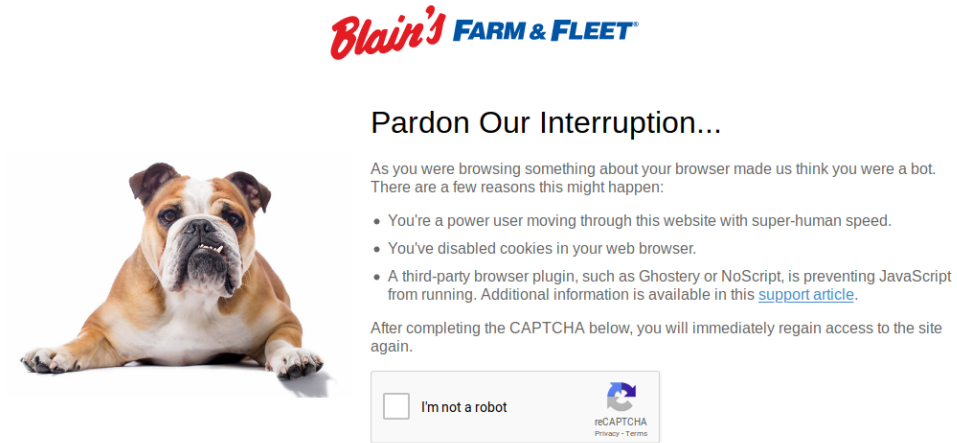 Blain's FARM & FLEET®
Pardon Our Interruption...
As you were browsing something about your browser made us think you were a bot.
There are a few reasons this might happen:
• You're a power user moving through this website with super-human speed.
• You've disabled cookies in your web browser.
• A third-party browser plugin, such as Ghostery or NoScript, is preventing JavaScript
from running. Additional information is available in this support article.
After completing the CAPTCHA below, you will immediately regain access to the site
again.
I'm not a robot
reCAPTCHA
Privacy - Terms